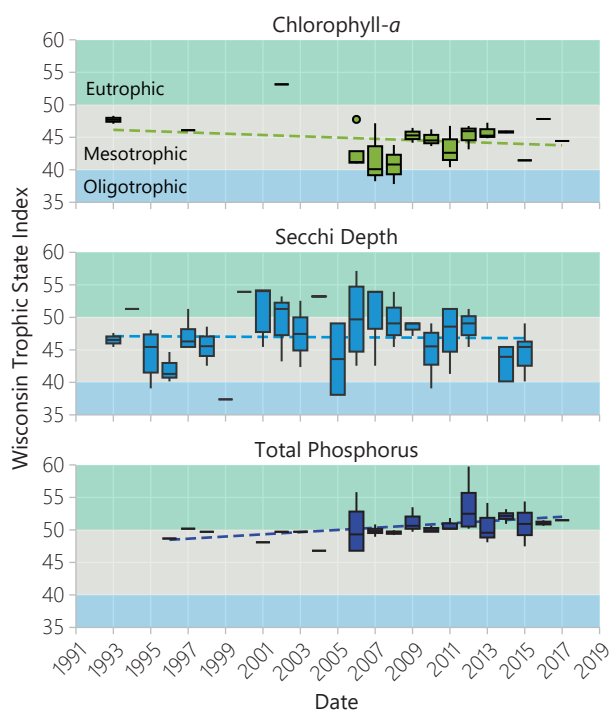 Chlorophyll-a
60
55
Eutrophic
50
45
Mesotrophic
40
Oligotrophic
35
Secchi Depth
60
55
50
45
40
35
Total Phosphorus
60
55
50
45
40
35
Wisconsin Trophic State Index
1991 1993 1995 1997 1999 2001 2003 2005 2007 2009 2011 2013 2015 2017 2019
Date